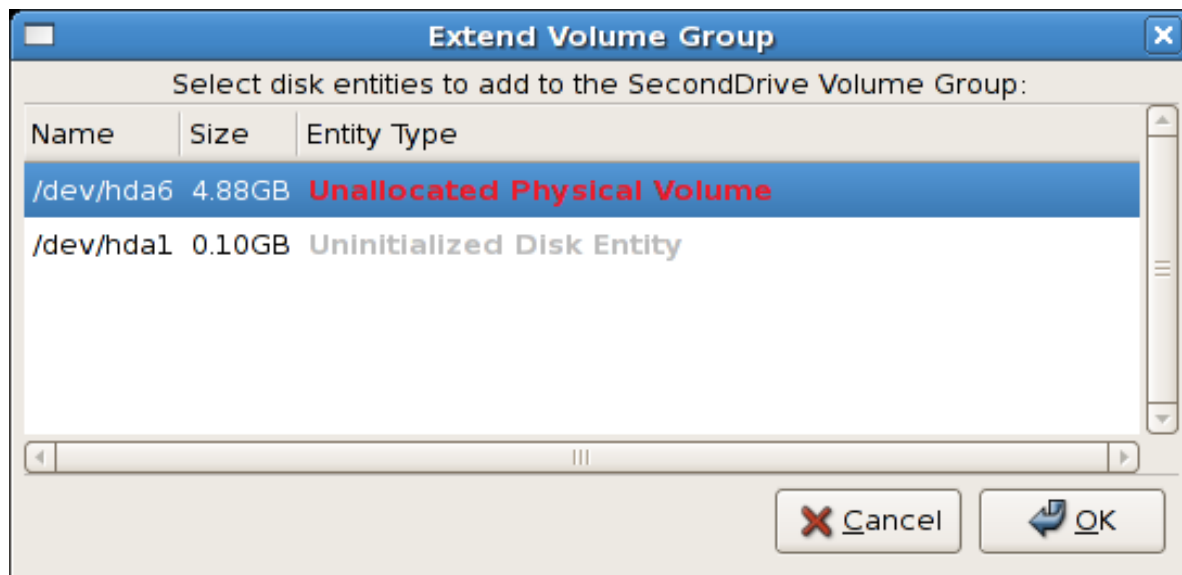 Extend Volume Group
Select disk entities to add to the SecondDrive Volume Group:
Name Size Entity Type
/dev/hda6 4.88GB Unallocated Physical Volume
/dev/hda1 0.10GB Uninitialized Disk Entity
Cancel OK